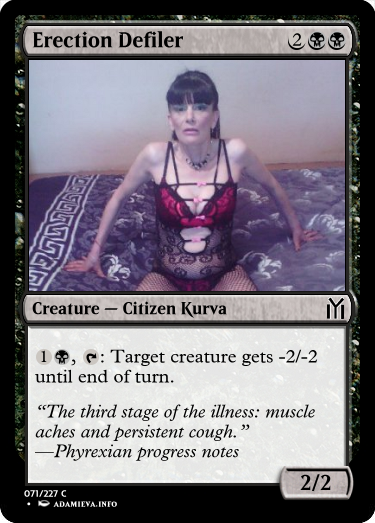 Erection Defiler 2
Creature — Citizen Kurva
1 , : Target creature gets -2/-2
until end of turn.
“The third stage of the illness: muscle
aches and persistent cough.”
—Phyrexian progress notes
2/2
071/227 C
• ADAMIEVA.INFO